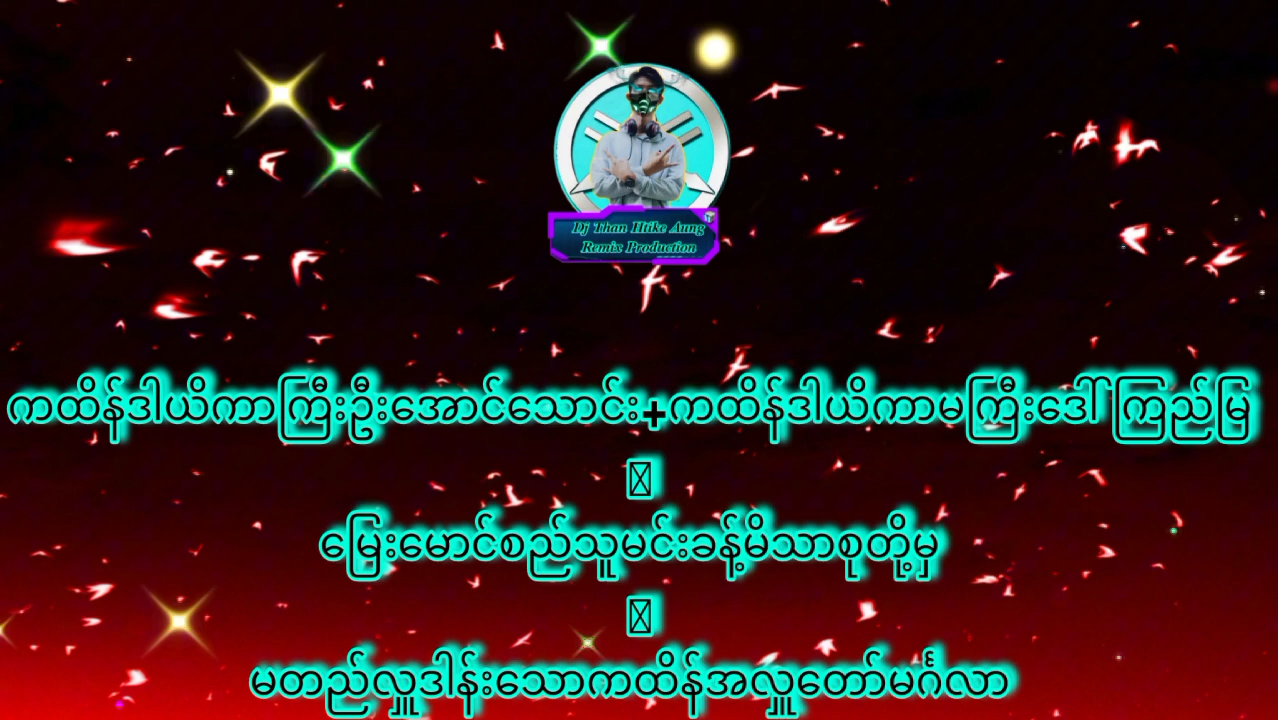 Dj Than Htike Aung
Remix Production
ကထိန်ဒါယိကာကြီးဦးအောင်သောင်း+ကထိန်ဒါယိကာမကြီးဒေါ်ကြည်မြ
မြေးမောင်စည်သူမင်းခန့်မိသာစုတို့မှ
မတည်လှူဒါန်းသောကထိန်အလှူတော်မင်္ဂလာ